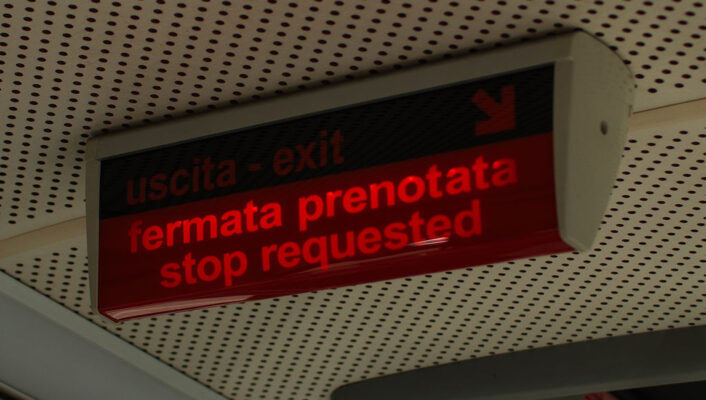 uscita - exit
fermata prenotata
stop requested